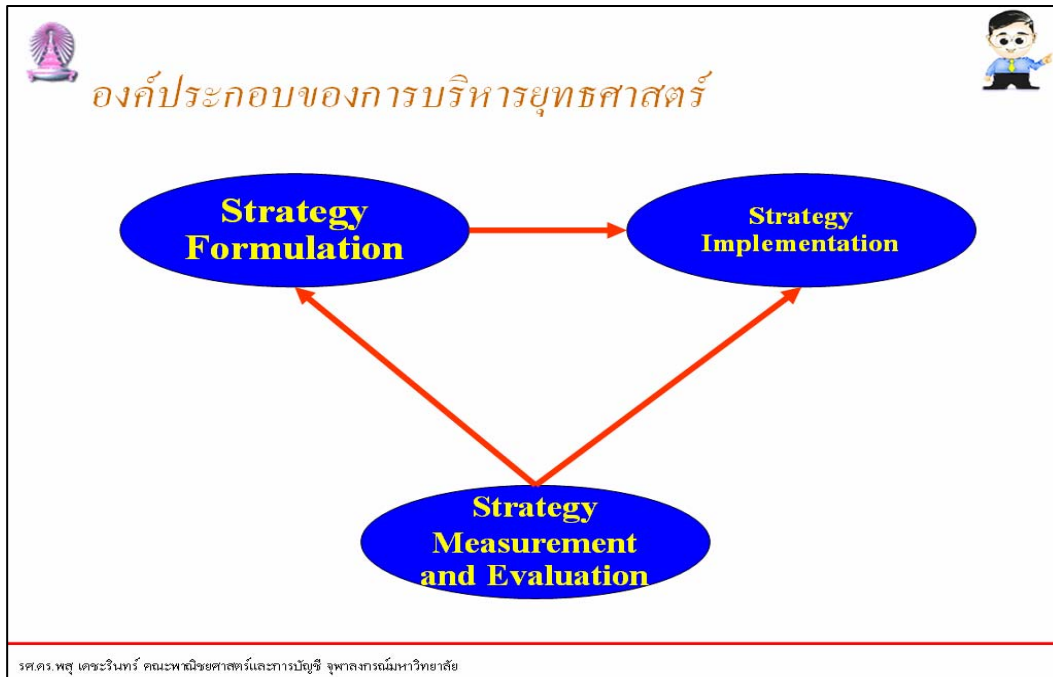 องค์ประกอบของการบริหารยุทธศาสตร์
Strategy
Formulation
Strategy
Implementation
Strategy
Measurement
and Evaluation
รศ.ดร.พสุ เดชะรินทร์ คณะพาณิชยศาสตร์และการบัญชี จุฬาลงกรณ์มหาวิทยาลัย